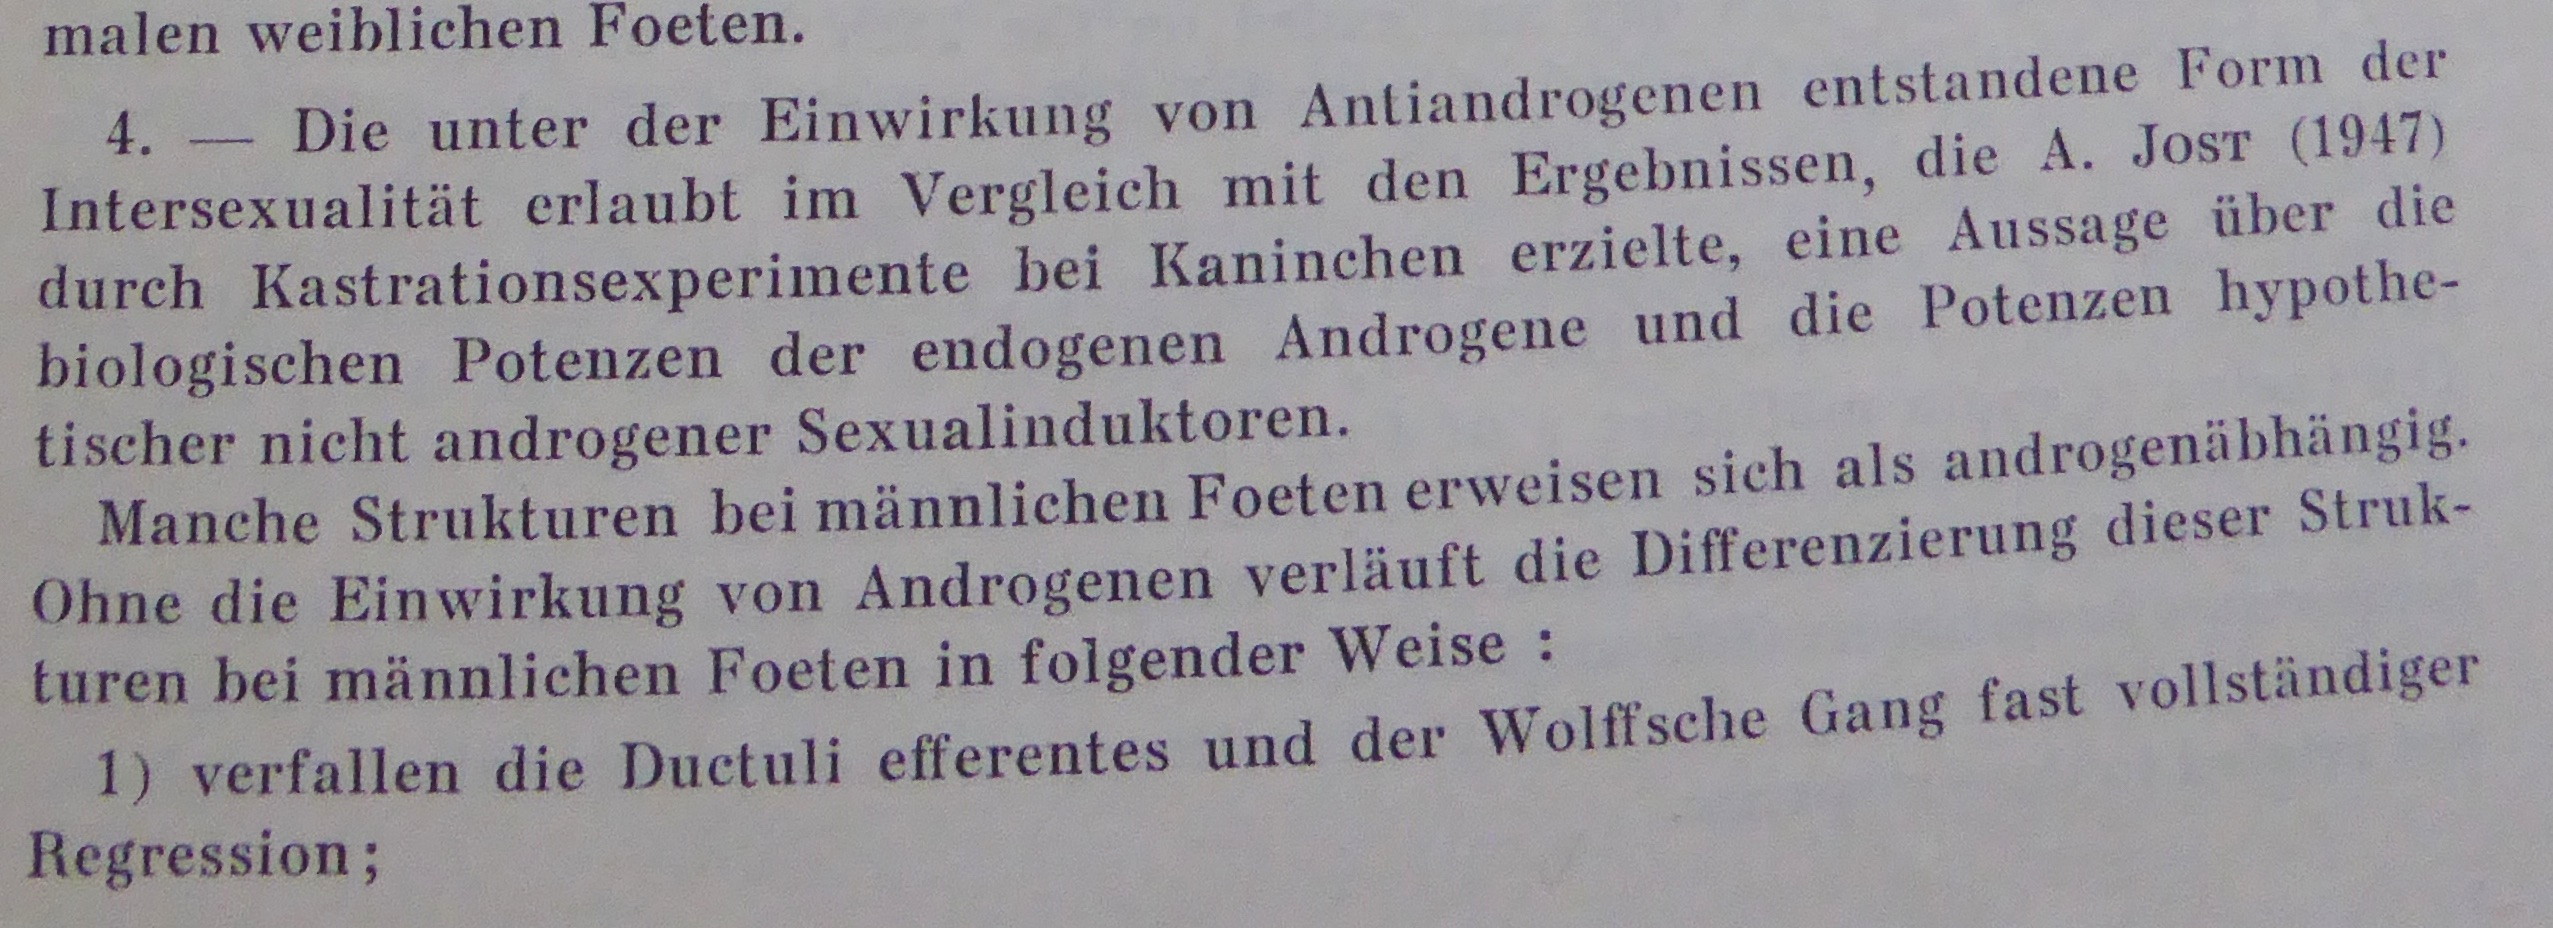 malen weiblichen Foeten.
4. — Die unter der Einwirkung von Antiandrogenen entstandene Form der
Intersexualität erlaubt im Vergleich mit den Ergebnissen, die A. JOST (1947)
durch Kastrationsexperimente bei Kaninchen erzielte, eine Aussage über die
biologischen Potenzen der endogenen Androgene und die Potenzen hypothe-
tischer nicht androgener Sexualinduktoren.
Manche Strukturen bei männlichen Foeten erweisen sich als androgenäbhängig.
Ohne die Einwirkung von Androgenen verläuft die Differenzierung dieser Struk-
turen bei männlichen Foeten in folgender Weise :
1) verfallen die Ductuli efferentes und der Wolffsche Gang fast vollständiger
Regression;